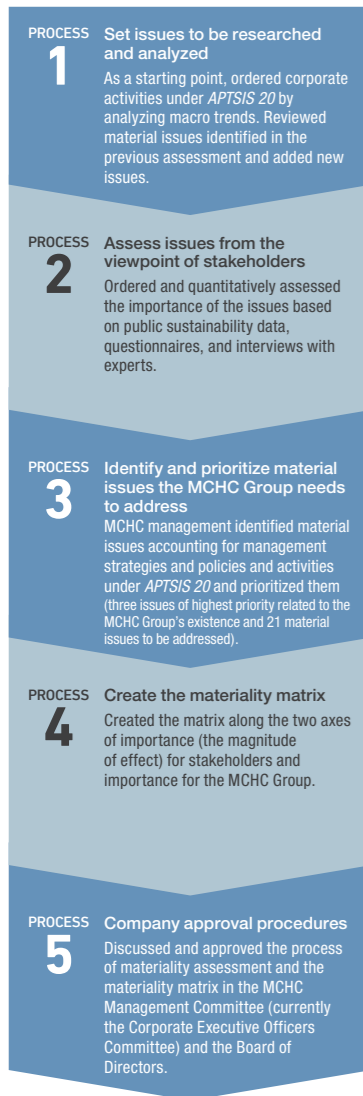 PROCESS
1
Set issues to be researched
and analyzed
As a starting point, ordered corporate
activities under APTSIS 20 by
analyzing macro trends. Reviewed
material issues identified in the
previous assessment and added new
issues.
PROCESS
2
Assess issues from the
viewpoint of stakeholders
Ordered and quantitatively assessed
the importance of the issues based
on public sustainability data,
questionnaires, and interviews with
experts.
PROCESS
3
Identify and prioritize material
issues the MCHC Group needs
to address
MCHC management identified material
issues accounting for management
strategies and policies and activities
under APTSIS 20 and prioritized them
(three issues of highest priority related to the
MCHC Group's existence and 21 material
issues to be addressed).
PROCESS
4
Create the materiality matrix
Created the matrix along the two axes
of importance (the magnitude
of effect) for stakeholders and
importance for the MCHC Group.
PROCESS
5
Company approval procedures
Discussed and approved the process
of materiality assessment and the
materiality matrix in the MCHC
Management Committee (currently
the Corporate Executive Officers
Committee) and the Board of
Directors.